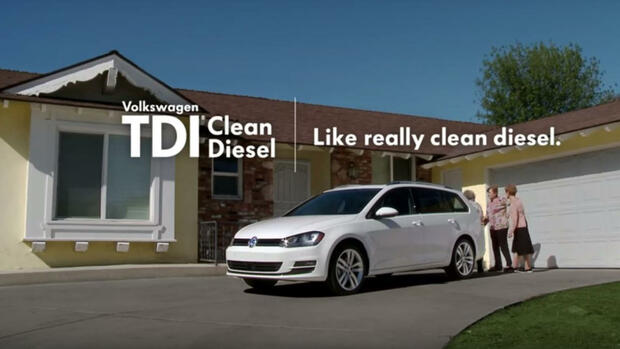 Volkswagen
TDI® Clean
Diesel
Like really clean diesel.